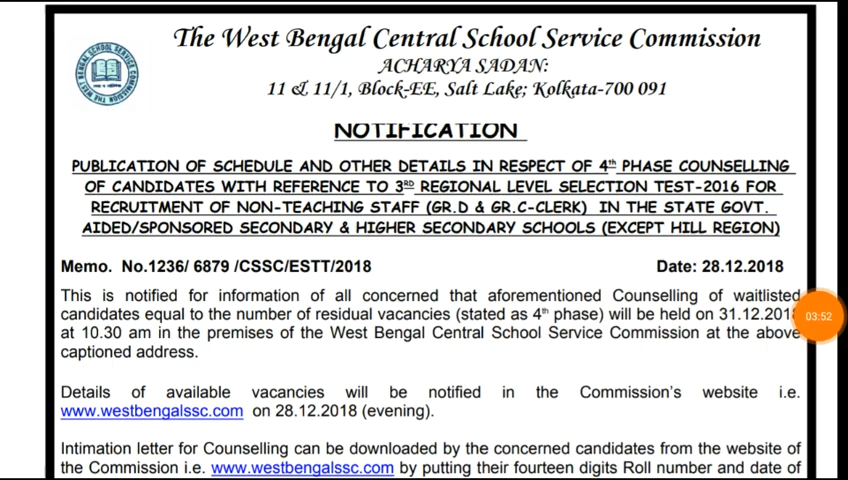 The West Bengal Central School Service Commission
ACHARYA SADAN:
11 & 11/1, Block-EE, Salt Lake; Kolkata-700 091
NOTIFICATION
PUBLICATION OF SCHEDULE AND OTHER DETAILS IN RESPECT OF 4th PHASE COUNSELLING
OF CANDIDATES WITH REFERENCE TO 3RD REGIONAL LEVEL SELECTION TEST-2016 FOR
RECRUITMENT OF NON-TEACHING STAFF (GR.D & GR.C-CLERK) IN THE STATE GOVT.
AIDED/SPONSORED SECONDARY & HIGHER SECONDARY SCHOOLS (EXCEPT HILL REGION)
Memo. No.1236/ 6879 /CSSC/ESTT/2018 Date: 28.12.2018
This is notified for information of all concerned that aforementioned Counselling of waitlisted
candidates equal to the number of residual vacancies (stated as 4th phase) will be held on 31.12.201
at 10.30 am in the premises of the West Bengal Central School Service Commission at the above
captioned address.
03:52
Details of available vacancies will be notified in the Commission's website i.e.
www.westbengalssc.com on 28.12.2018 (evening).
Intimation letter for Counselling can be downloaded by the concerned candidates from the website of
the Commission i.e. www.westbengalssc.com by putting their fourteen digits Roll number and date of